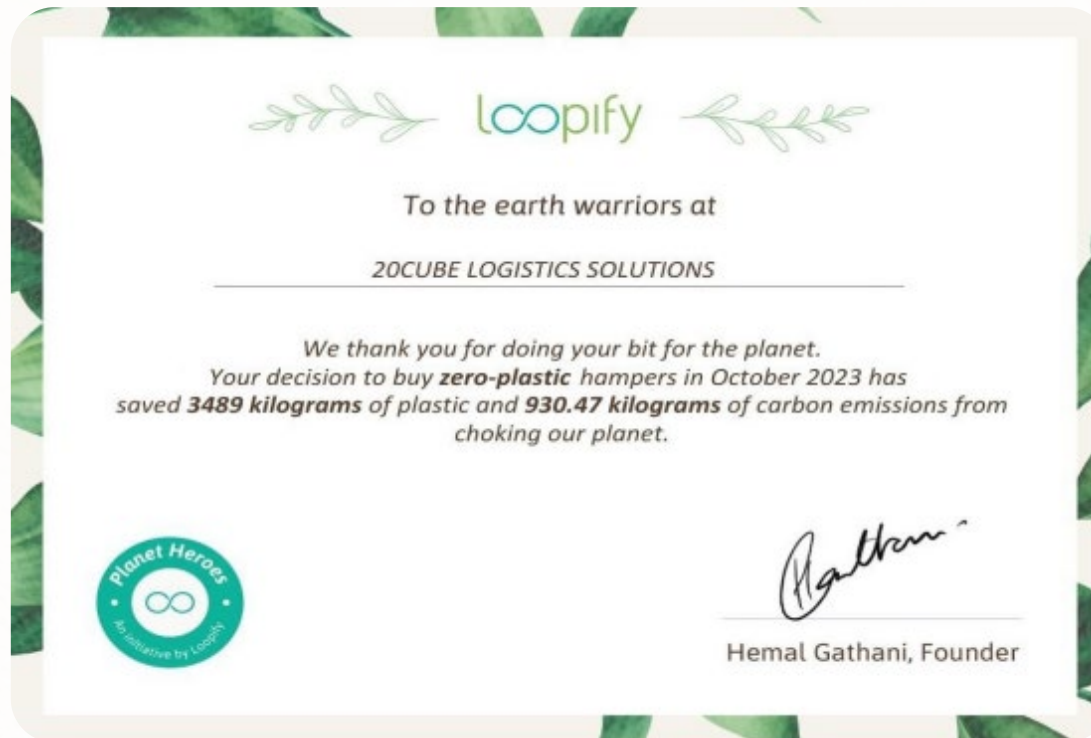 loopify
To the earth warriors at
20CUBE LOGISTICS SOLUTIONS
We thank you for doing your bit for the planet.
Your decision to buy zero-plastic hampers in October 2023 has
saved 3489 kilograms of plastic and 930.47 kilograms of carbon emissions from
choking our planet.
Planet Heroes
An initiative by Loopify
Hemal Gathani, Founder